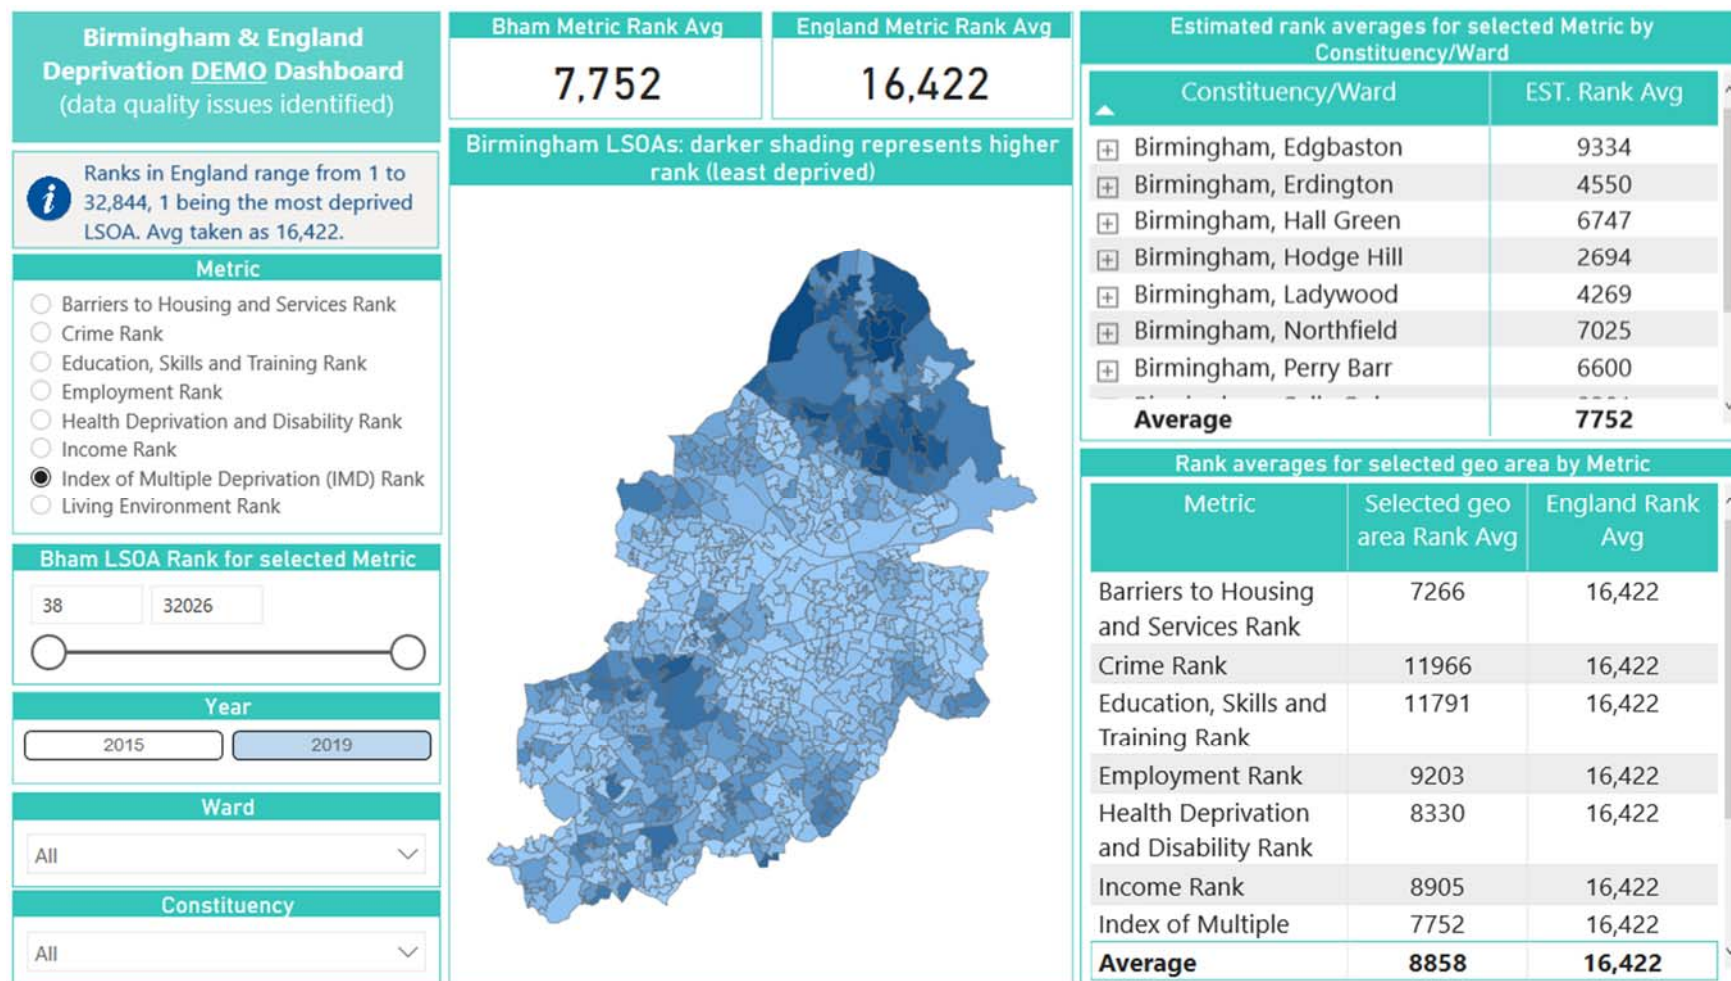 Birmingham & England
Deprivation DEMO Dashboard
(data quality issues identified)
Ranks in England range from 1 to
32,844, 1 being the most deprived
LSOA. Avg taken as 16,422.
Metric
Barriers to Housing and Services Rank
Crime Rank
Education, Skills and Training Rank
Employment Rank
Health Deprivation and Disability Rank
Income Rank
Index of Multiple Deprivation (IMD) Rank
Living Environment Rank
Bham LSOA Rank for selected Metric
38 32026
Year
2015 2019
Ward
All
Constituency
All
Bham Metric Rank Avg
7,752
England Metric Rank Avg
16,422
Birmingham LSOAs: darker shading represents higher
rank (least deprived)
Estimated rank averages for selected Metric by
Constituency/Ward
Constituency/Ward EST. Rank Avg
Birmingham, Edgbaston 9334
Birmingham, Erdington 4550
Birmingham, Hall Green 6747
Birmingham, Hodge Hill 2694
Birmingham, Ladywood 4269
Birmingham, Northfield 7025
Birmingham, Perry Barr 6600
Average 7752
Rank averages for selected geo area by Metric
Metric Selected geo England Rank
area Rank Avg Avg
Barriers to Housing 7266 16,422
and Services Rank
Crime Rank 11966 16,422
Education, Skills and 11791 16,422
Training Rank
Employment Rank 9203 16,422
Health Deprivation 8330 16,422
and Disability Rank
Income Rank 8905 16,422
Index of Multiple 7752 16,422
Average 8858 16,422